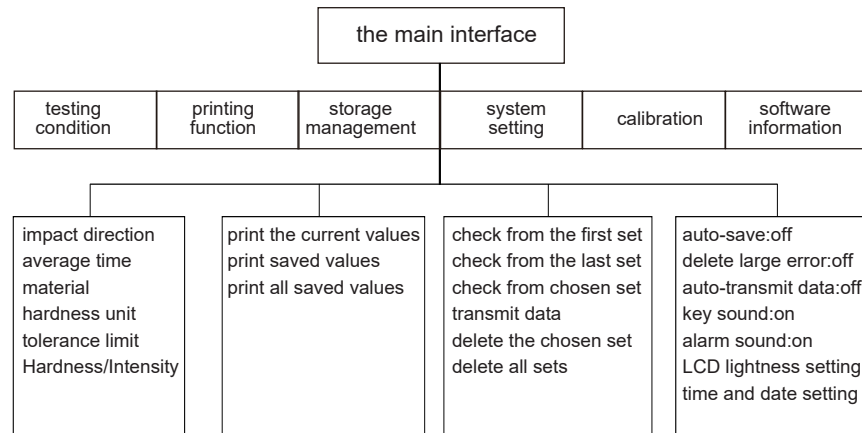 the main interface
testing
condition
printing
function
storage
management
system
setting
calibration
software
information
impact direction
average time
material
hardness unit
tolerance limit
Hardness/Intensity
print the current values
print saved values
print all saved values
check from the first set
check from the last set
check from chosen set
transmit data
delete the chosen set
delete all sets
auto-save:off
delete large error:off
auto-transmit data:off
key sound:on
alarm sound:on
LCD lightness setting
time and date setting